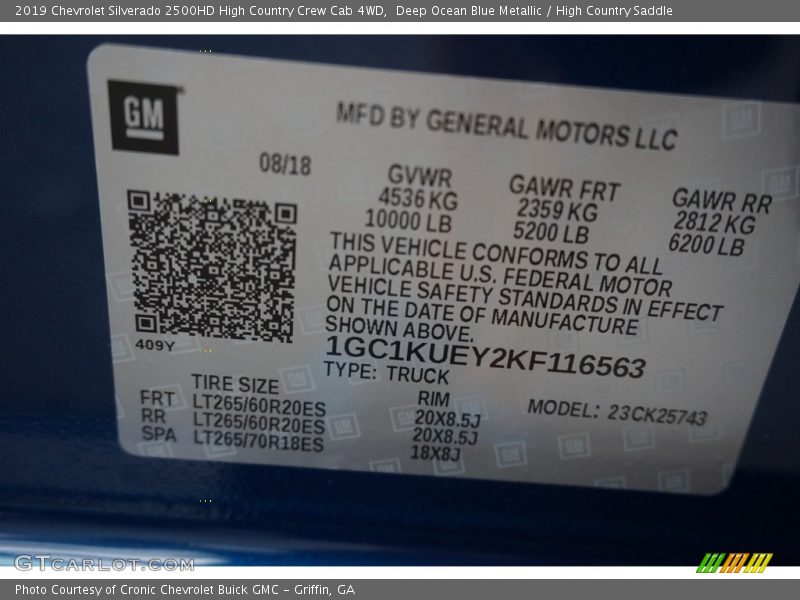 2019 Chevrolet Silverado 2500HD High Country Crew Cab 4WD, Deep Ocean Blue Metallic / High Country Saddle
GM
MFD BY GENERAL MOTORS LLC
08/18
GVWR GAWR FRT GAWR RR
4536 KG 2359 KG 2812 KG
10000 LB 5200 LB 6200 LB
THIS VEHICLE CONFORMS TO ALL
APPLICABLE U.S. FEDERAL MOTOR
VEHICLE SAFETY STANDARDS IN EFFECT
ON THE DATE OF MANUFACTURE
SHOWN ABOVE.
409Y
1GC1KUEY2KF116563
TYPE: TRUCK
TIRE SIZE RIM MODEL: 23CK25743
FRT LT265/60R20ES 20X8.5J
RR LT265/60R20ES 20X8.5J
SPA LT265/70R18ES 18X8J
GTCARLOT.COM
Photo Courtesy of Cronic Chevrolet Buick GMC - Griffin, GA